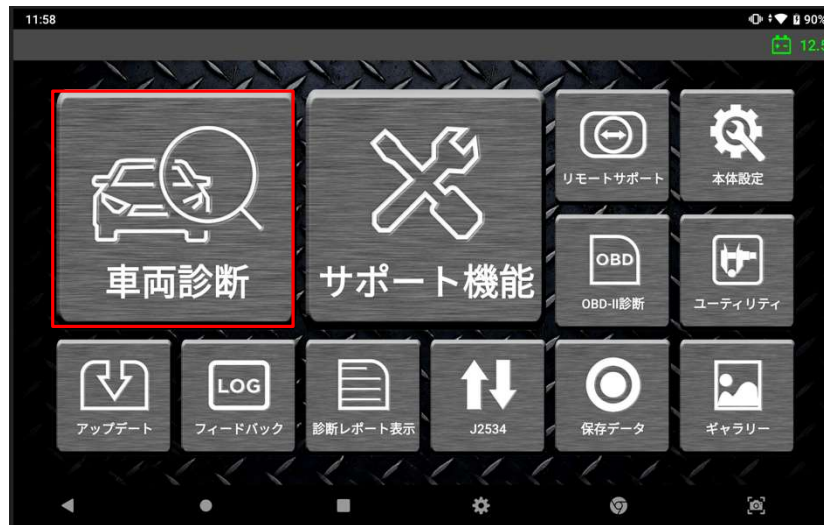 11:58
90%
12.5
車両診断
サポート機能
リモートサポート
本体設定
OBD
OBD-II診断
ユーティリティ
アップデート
LOG
フィードバック
診断レポート表示
J2534
保存データ
ギャラリー